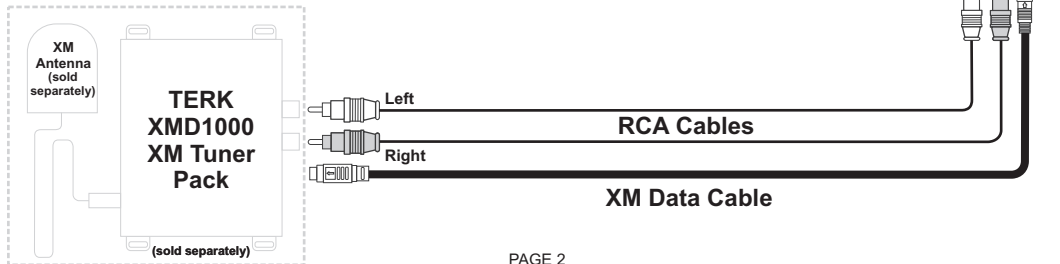 XM
Antenna
(sold
separately)
TERK
XMD1000
XM Tuner
Pack
(sold separately)
Left
RCA Cables
Right
XM Data Cable
PAGE 2